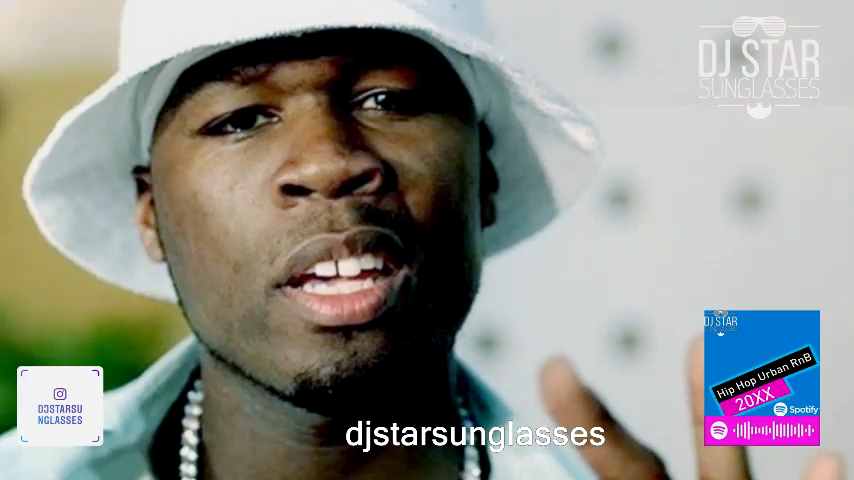 DJ STAR
SUNGLASSES
DJ STAR
Hip Hop Urban RnB
20XX
Spotify
DJSTARSU
NGLASSES
djstarsunglasses